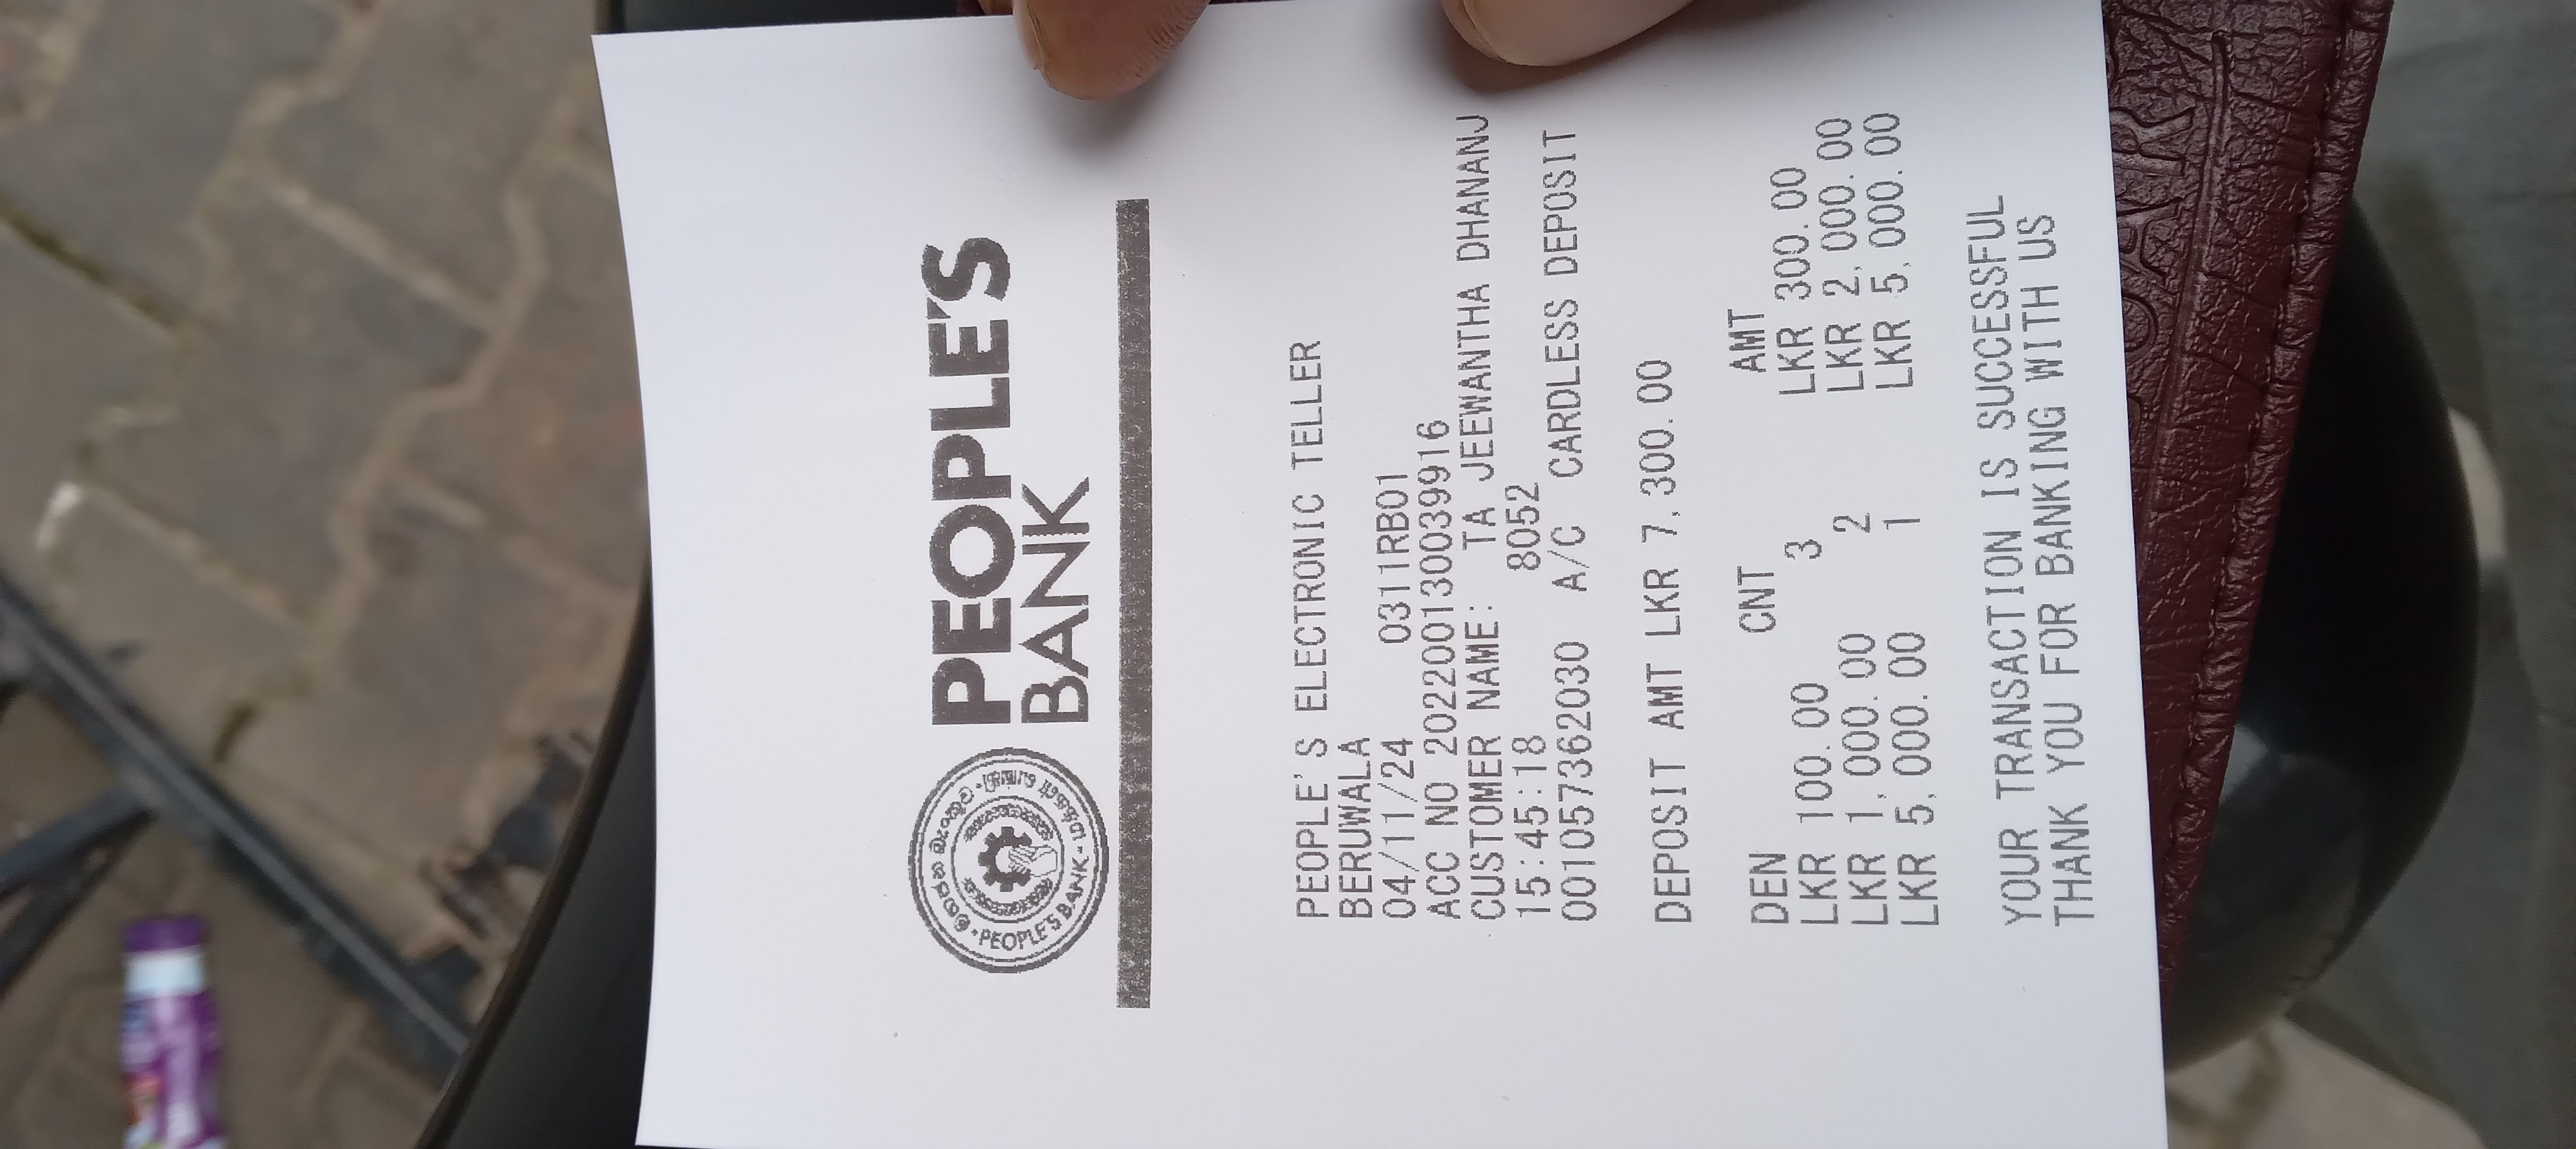 PEOPLE'S
BANK
PEOPLE'S BANK
PEOPLE'S ELECTRONIC TELLER
BERUWALA
04/11/24 0311RB01
ACC NO 202200130039916
CUSTOMER NAME: TA JEEWANTHA DHANANJ
15:45:18 8052
001057362030 A/C CARDLESS DEPOSIT
DEPOSIT AMT LKR 7,300.00
DEN CNT AMT
LKR 100.00 3 LKR 300.00
LKR 1,000.00 2 LKR 2,000.00
LKR 5,000.00 1 LKR 5,000.00
YOUR TRANSACTION IS SUCCESSFUL
THANK YOU FOR BANKING WITH US